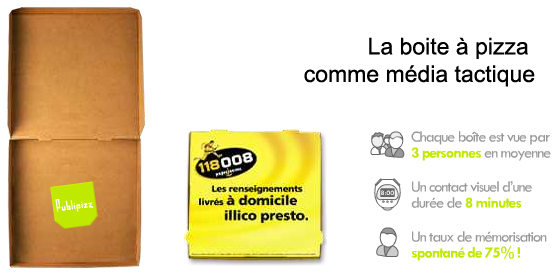 La boite à pizza
comme média tactique
Publipizz
118 008
Les renseignements
livrés à domicile
illico presto.
Chaque boîte est vue par
3 personnes en moyenne
8:00
Un contact visuel d'une
durée de 8 minutes
Un taux de mémorisation
spontané de 75% !